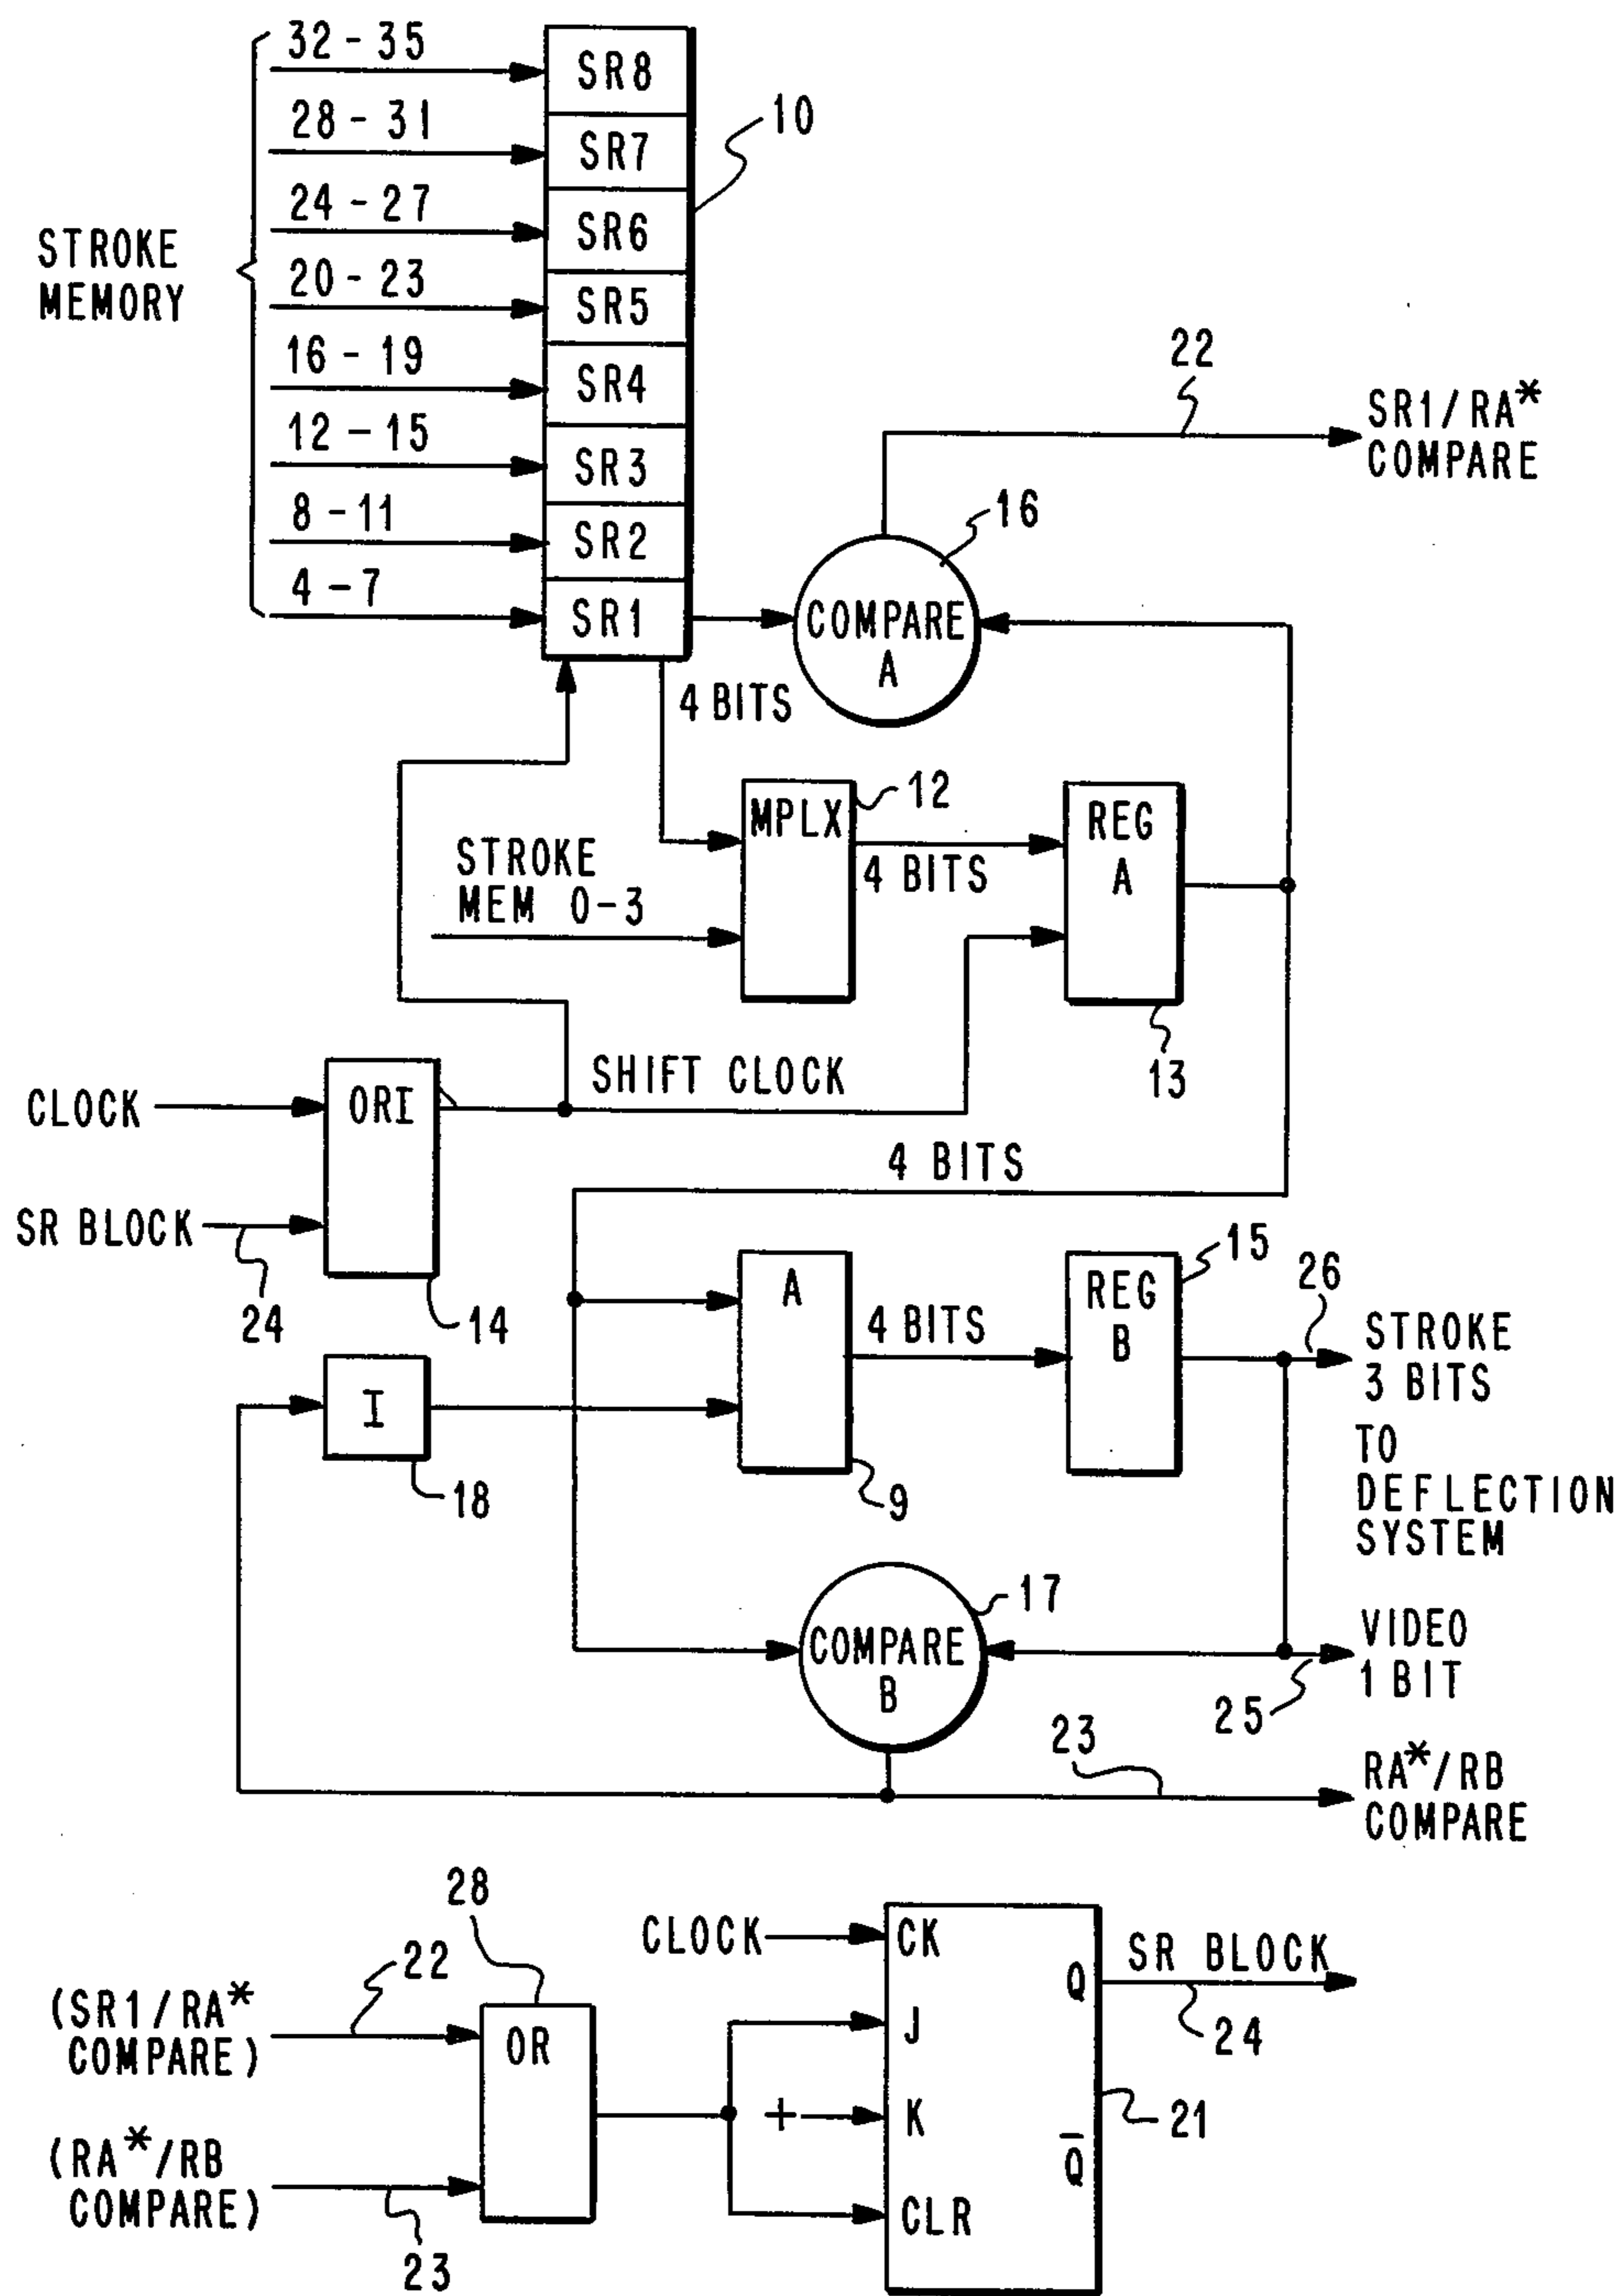 32-35
SR8
28-31
SR7
10
24-27
SR6
STROKE
MEMORY
20-23
SR5
16-19
SR4
22
SR1/RA*
COMPARE
12-15
SR3
8-11
SR2
16
4-7
SR1
COMPARE
A
4 BITS
MPLX
12
REG
A
STROKE
MEM 0-3
4 BITS
13
CLOCK
ORI
SHIFT CLOCK
4 BITS
SR BLOCK
24
14
A
4 BITS
REG
B
15
26
STROKE
3 BITS
TO
DEFLECTION
SYSTEM
I
18
9
17
COMPARE
B
VIDEO
1 BIT
25
23
RA*/RB
COMPARE
28
CLOCK
CK
SR BLOCK
Q
24
22
(SR1/RA*
COMPARE)
OR
J
+
K
21
Q̅
(RA*/RB
COMPARE)
23
CLR